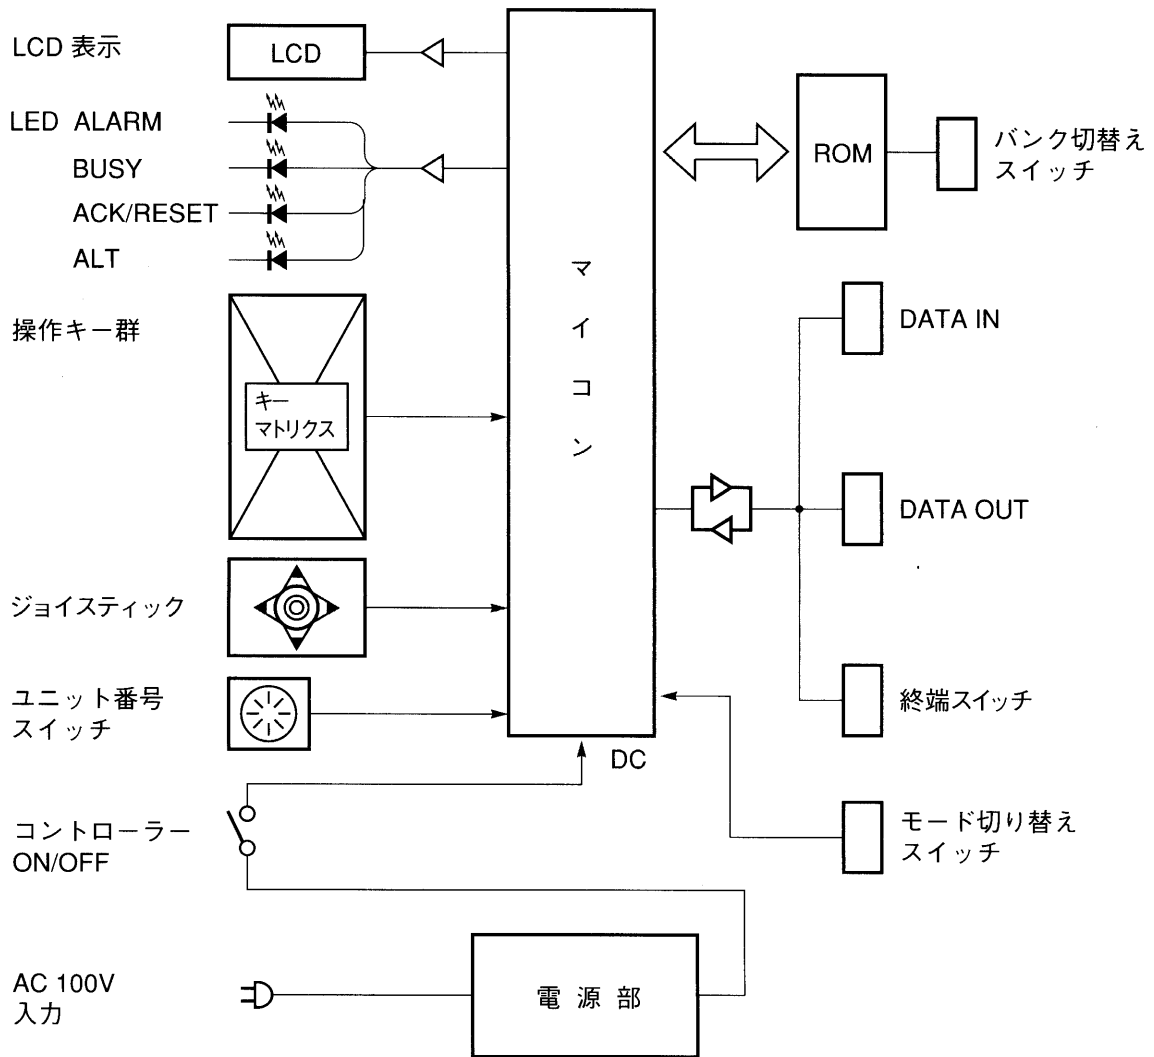 LCD 表示
LCD
LED ALARM
BUSY
ACK/RESET
ALT
操作キー群
キー
マトリクス
ジョイスティック
ユニット番号
スイッチ
コントローラー
ON/OFF
AC 100V
入力
電源部
マイコン
DC
ROM
バンク切替え
スイッチ
DATA IN
DATA OUT
終端スイッチ
モード切り替え
スイッチ